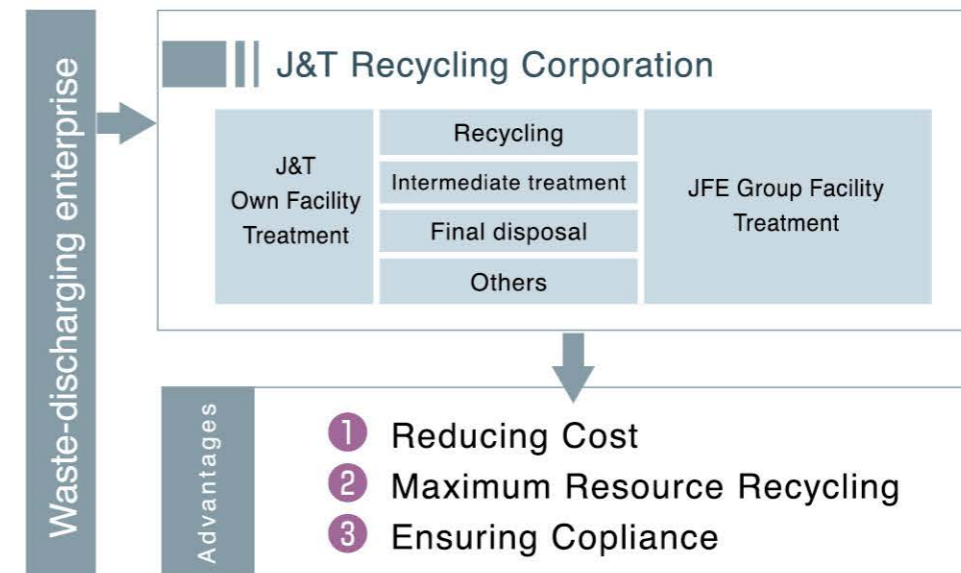 Waste-discharging enterprise
J&T Recycling Corporation
J&T
Own Facility
Treatment
Recycling
Intermediate treatment
Final disposal
Others
JFE Group Facility
Treatment
Advantages
1 Reducing Cost
2 Maximum Resource Recycling
3 Ensuring Copliance